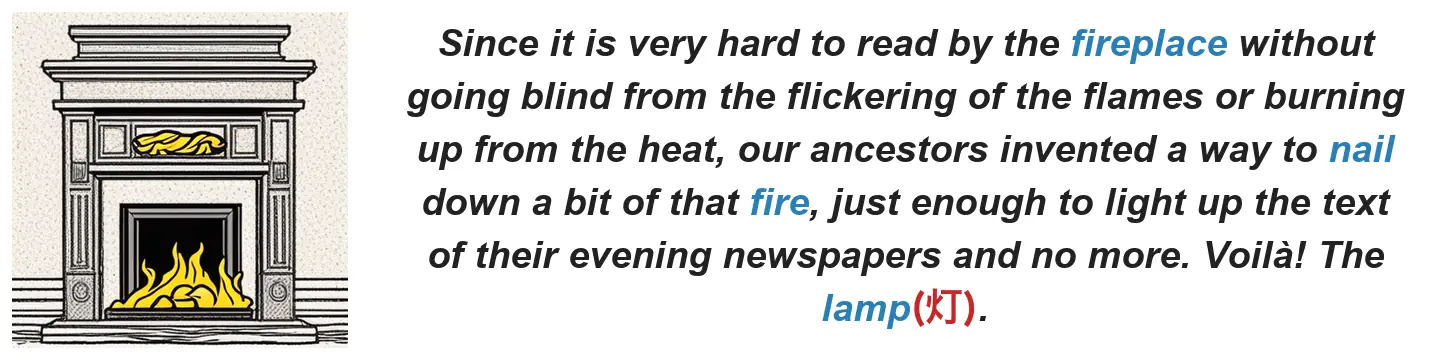 Since it is very hard to read by the fireplace without
going blind from the flickering of the flames or burning
up from the heat, our ancestors invented a way to nail
down a bit of that fire, just enough to light up the text
of their evening newspapers and no more. Voilà! The
lamp(灯).